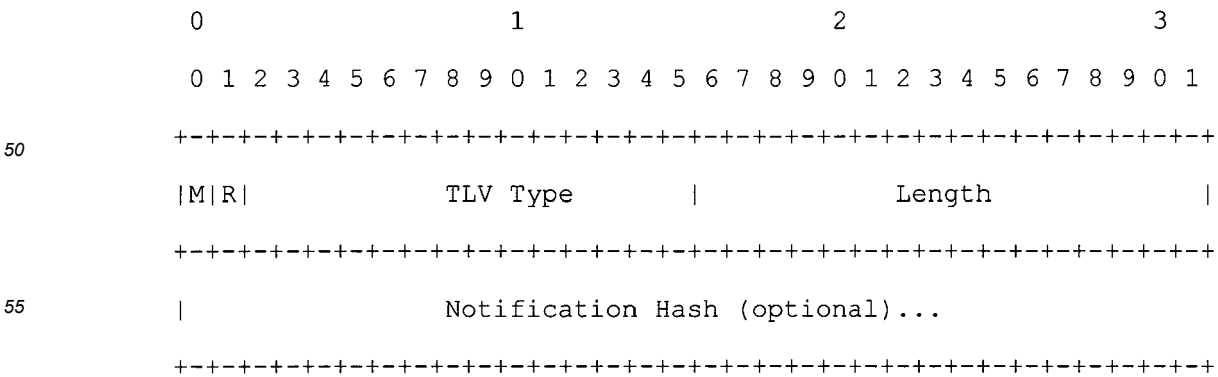 0 1 2 3
0 1 2 3 4 5 6 7 8 9 0 1 2 3 4 5 6 7 8 9 0 1 2 3 4 5 6 7 8 9 0 1
50 +-+-+-+-+-+-+-+-+-+-+-+-+-+-+-+-+-+-+-+-+-+-+-+-+-+-+-+-+-+-+-+-+
|M|R| TLV Type | Length |
+-+-+-+-+-+-+-+-+-+-+-+-+-+-+-+-+-+-+-+-+-+-+-+-+-+-+-+-+-+-+-+-+
55 | Notification Hash (optional)...
+-+-+-+-+-+-+-+-+-+-+-+-+-+-+-+-+-+-+-+-+-+-+-+-+-+-+-+-+-+-+-+-+